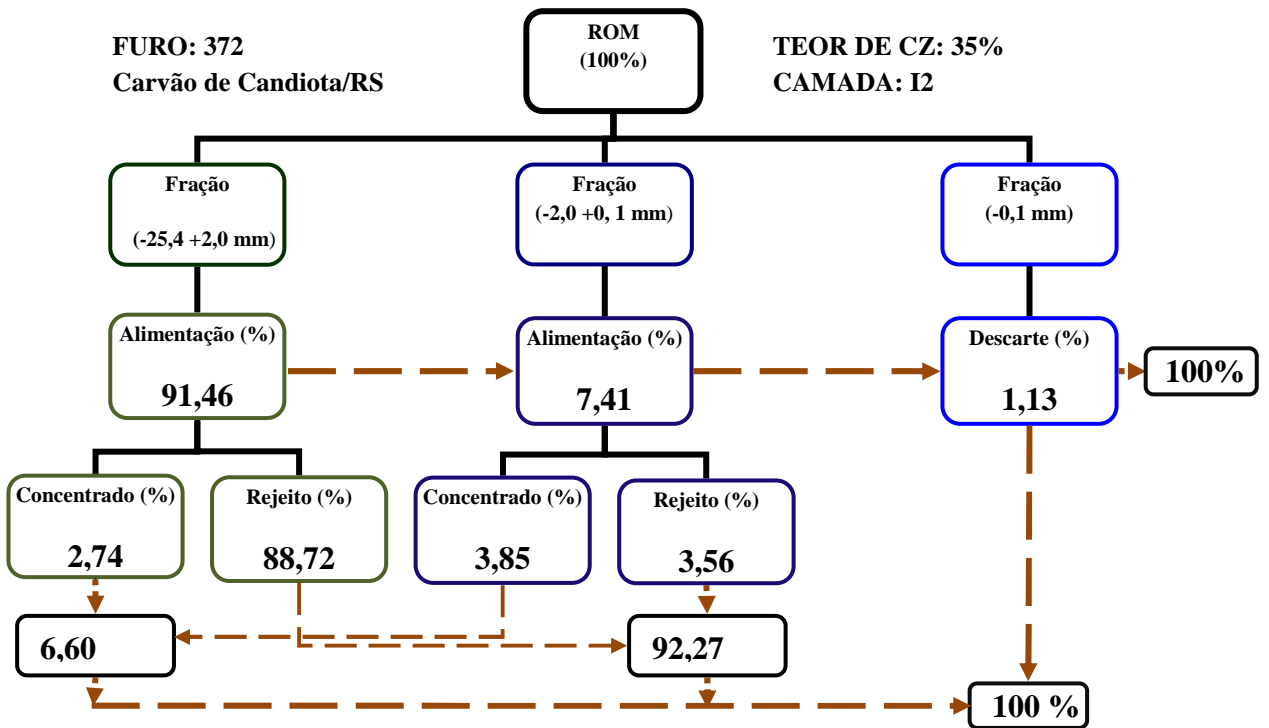 FURO: 372
Carvão de Candiota/RS
ROM
(100%)
TEOR DE CZ: 35%
CAMADA: I2
Fração
(-25,4 +2,0 mm)
Fração
(-2,0 +0, 1 mm)
Fração
(-0,1 mm)
Alimentação (%)
91,46
Alimentação (%)
7,41
Descarte (%)
1,13
100%
Concentrado (%)
2,74
Rejeito (%)
88,72
Concentrado (%)
3,85
Rejeito (%)
3,56
6,60
92,27
100 %